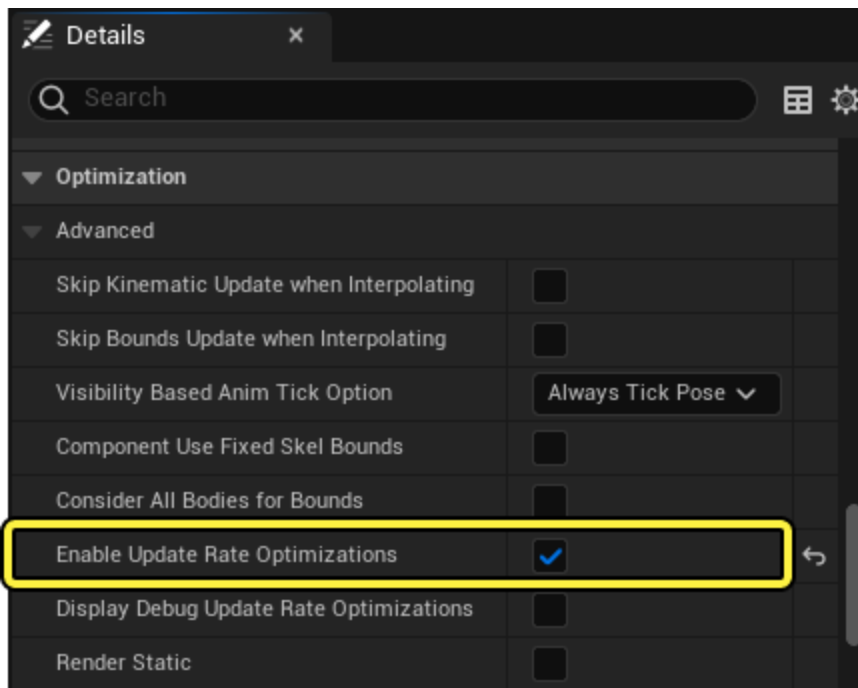 Details
Search
Optimization
Advanced
Skip Kinematic Update when Interpolating
Skip Bounds Update when Interpolating
Visibility Based Anim Tick Option Always Tick Pose
Component Use Fixed Skel Bounds
Consider All Bodies for Bounds
Enable Update Rate Optimizations
Display Debug Update Rate Optimizations
Render Static